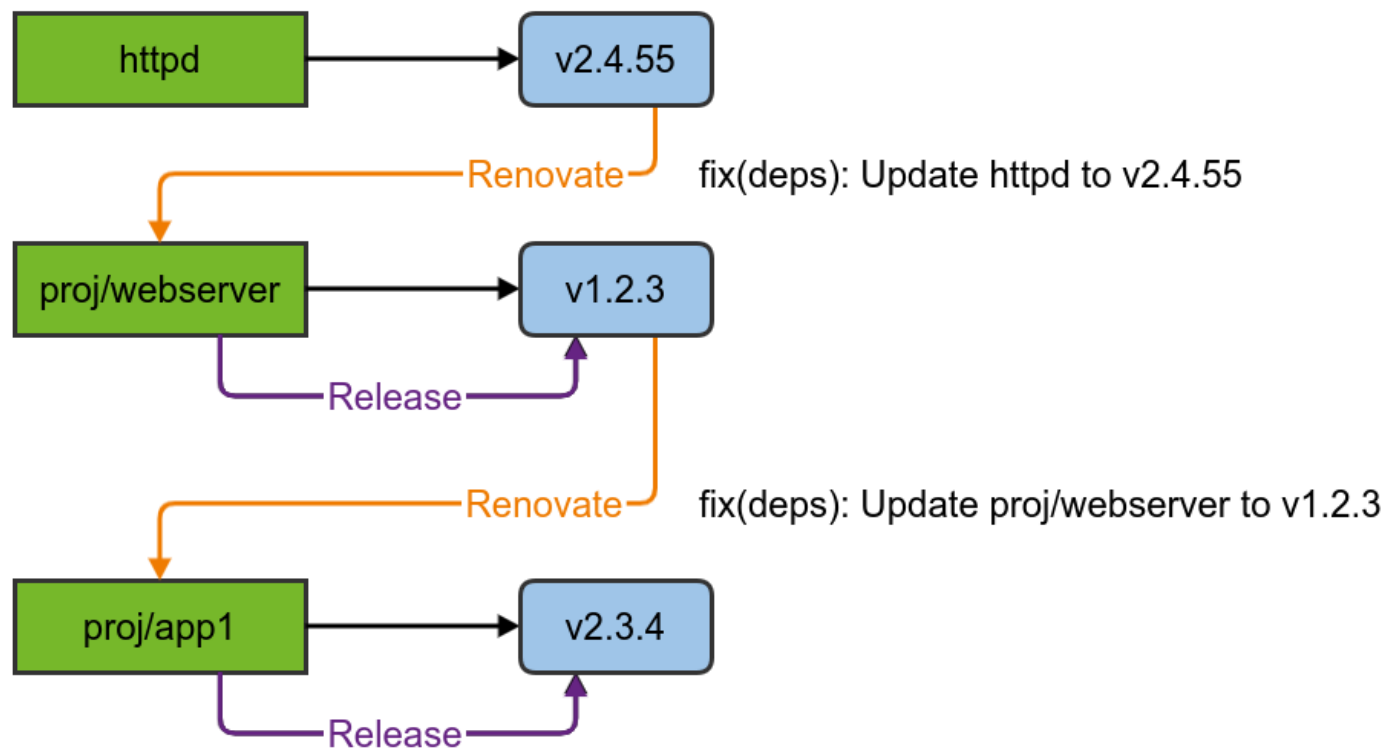 httpd
v2.4.55
Renovate
fix(deps): Update httpd to v2.4.55
proj/webserver
v1.2.3
Release
Renovate
fix(deps): Update proj/webserver to v1.2.3
proj/app1
v2.3.4
Release